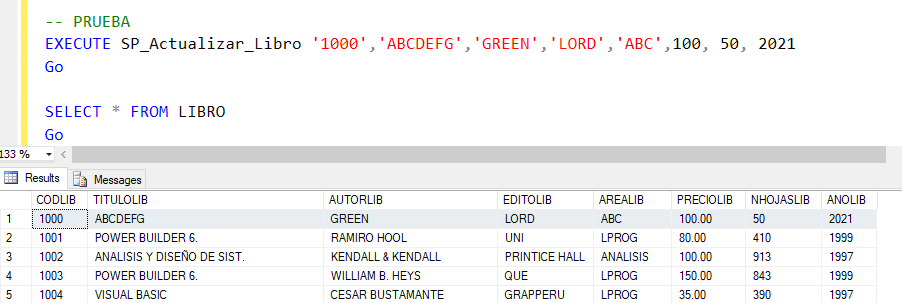 -- PRUEBA
EXECUTE SP_Actualizar_Libro '1000','ABCDEFG','GREEN','LORD','ABC',100, 50, 2021
Go
SELECT * FROM LIBRO
Go
133 %
Results Messages
CODLIB TITULOLIB AUTORLIB EDITOLIB AREALIB PRECIOLIB NHOJASLIB ANOLIB
1 1000 ABCDEFG GREEN LORD ABC 100.00 50 2021
2 1001 POWER BUILDER 6. RAMIRO HOOL UNI LPROG 80.00 410 1999
3 1002 ANALISIS Y DISEÑO DE SIST. KENDALL & KENDALL PRINTICE HALL ANALISIS 100.00 913 1997
4 1003 POWER BUILDER 6. WILLIAM B. HEYS QUE LPROG 150.00 843 1999
5 1004 VISUAL BASIC CESAR BUSTAMANTE GRAPPERU LPROG 35.00 390 1997